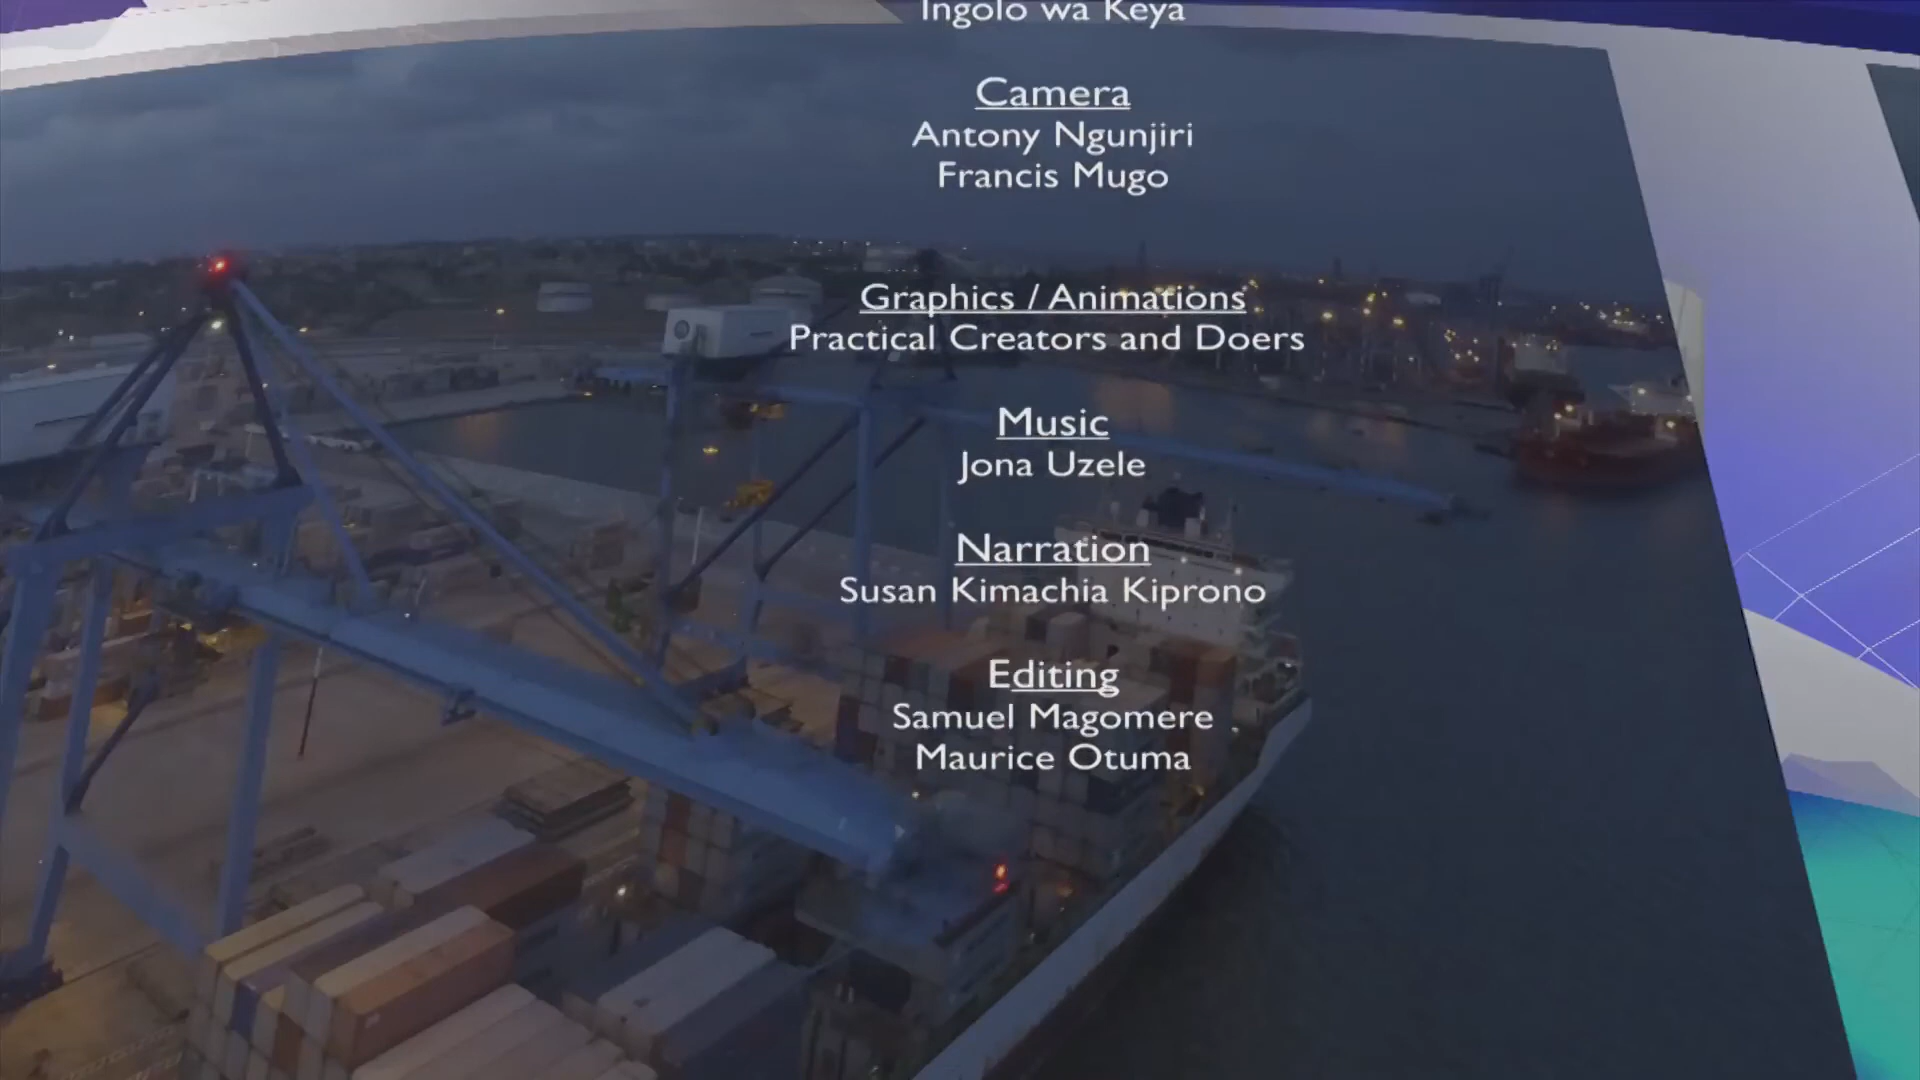 Ingolo wa Keya
Camera
Antony Ngunjiri
Francis Mugo
Graphics / Animations
Practical Creators and Doers
Music
Jona Uzele
Narration
Susan Kimachia Kiprono
Editing
Samuel Magomere
Maurice Otuma